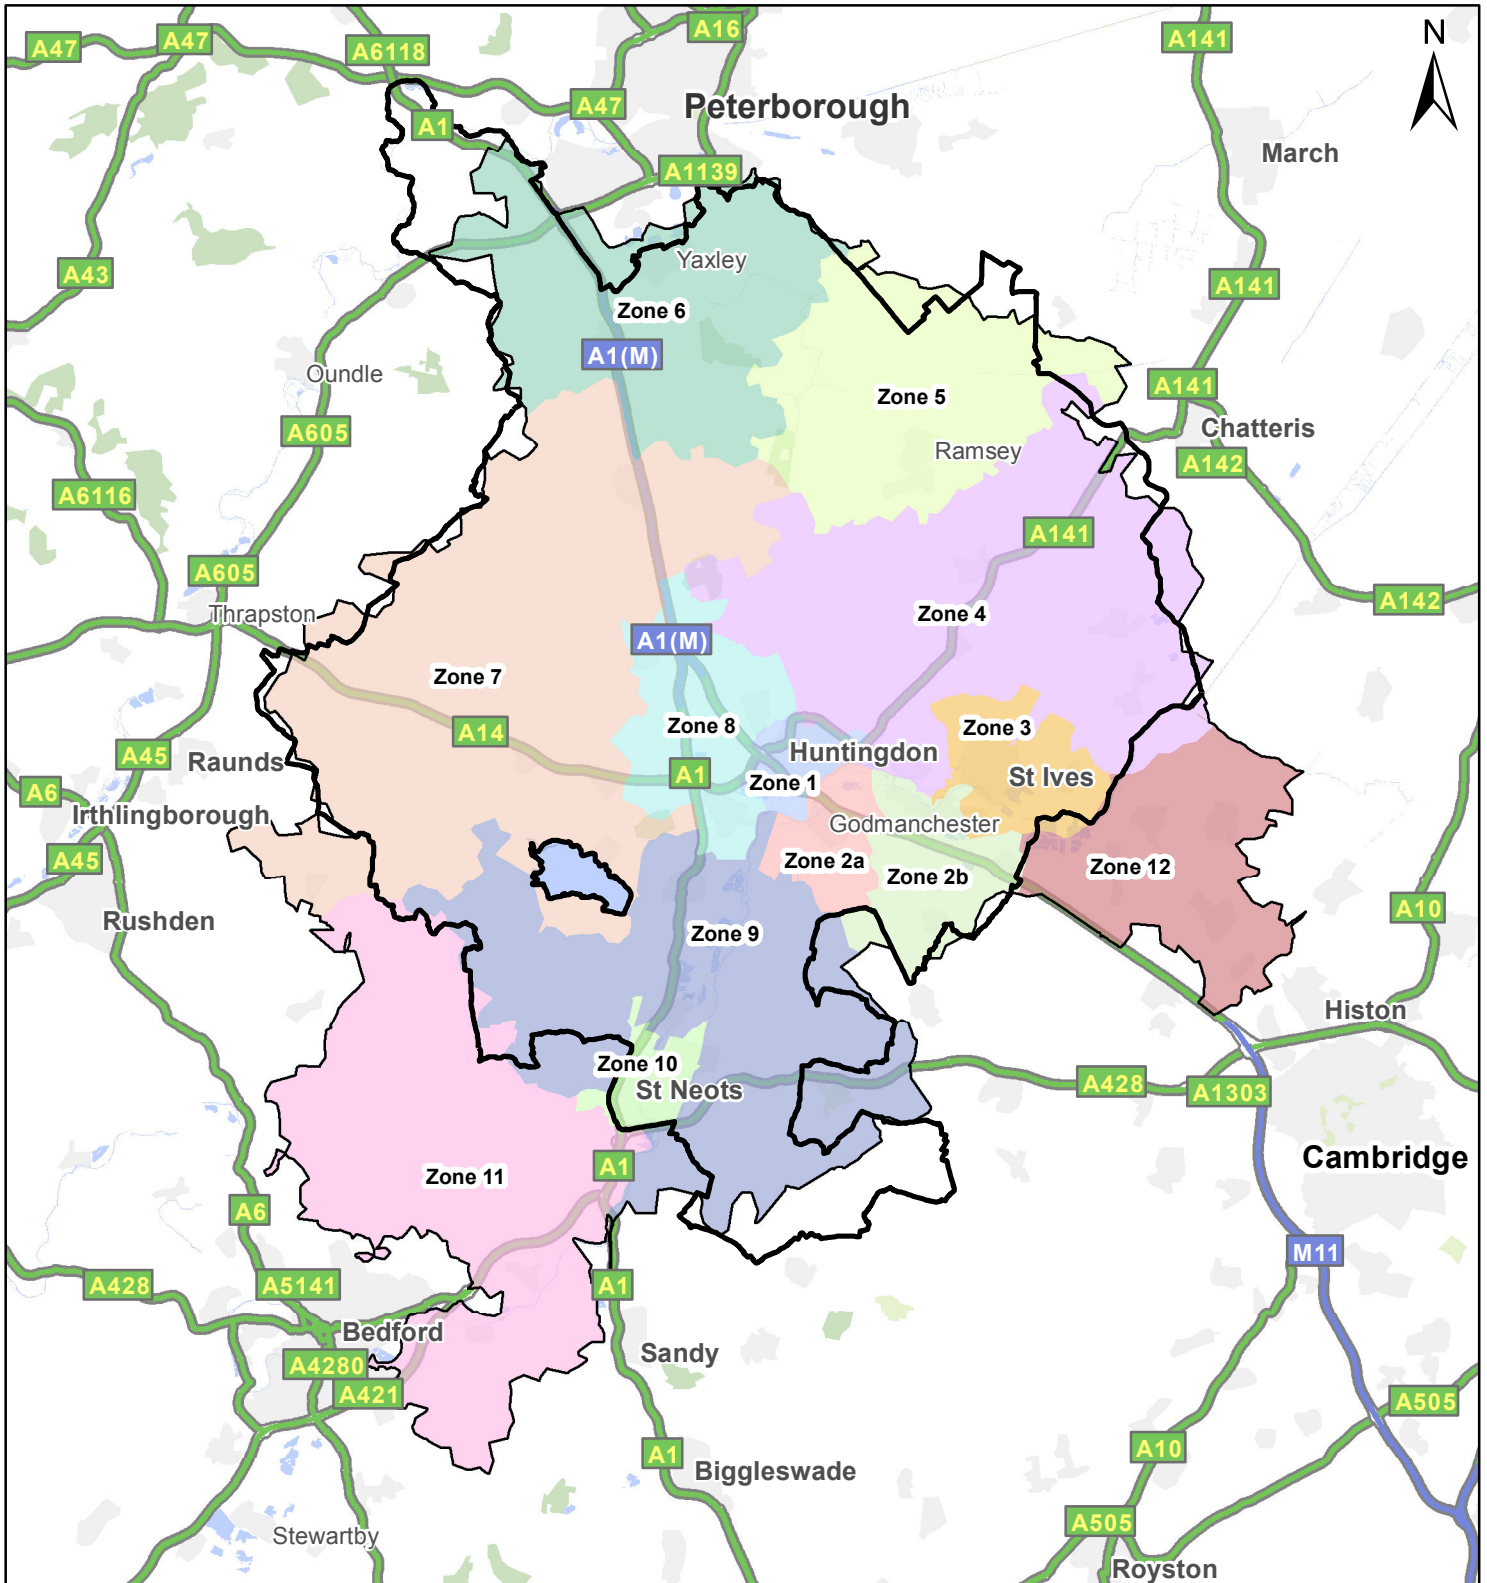 A16
N
A47
A47
A6118
A141
A47
Peterborough
A1
March
A1139
Yaxley
A43
A141
Zone 6
A1(M)
Oundle
A141
Zone 5
A605
Chatteris
Ramsey
A142
A6116
A141
A605
A142
Thrapston
Zone 4
A1(M)
Zone 7
Zone 8
Zone 3
A14
Huntingdon
A45
Raunds
A1
St Ives
Zone 1
A6
Irthlingborough
Godmanchester
A45
Zone 2a
Zone 12
Zone 2b
A10
Rushden
Zone 9
Histon
Zone 10
St Neots
A428
A1303
Cambridge
A1
Zone 11
A6
M11
A428
A5141
A1
Bedford
Sandy
A4280
A421
A505
A10
A1
Biggleswade
A505
Stewartby
Royston